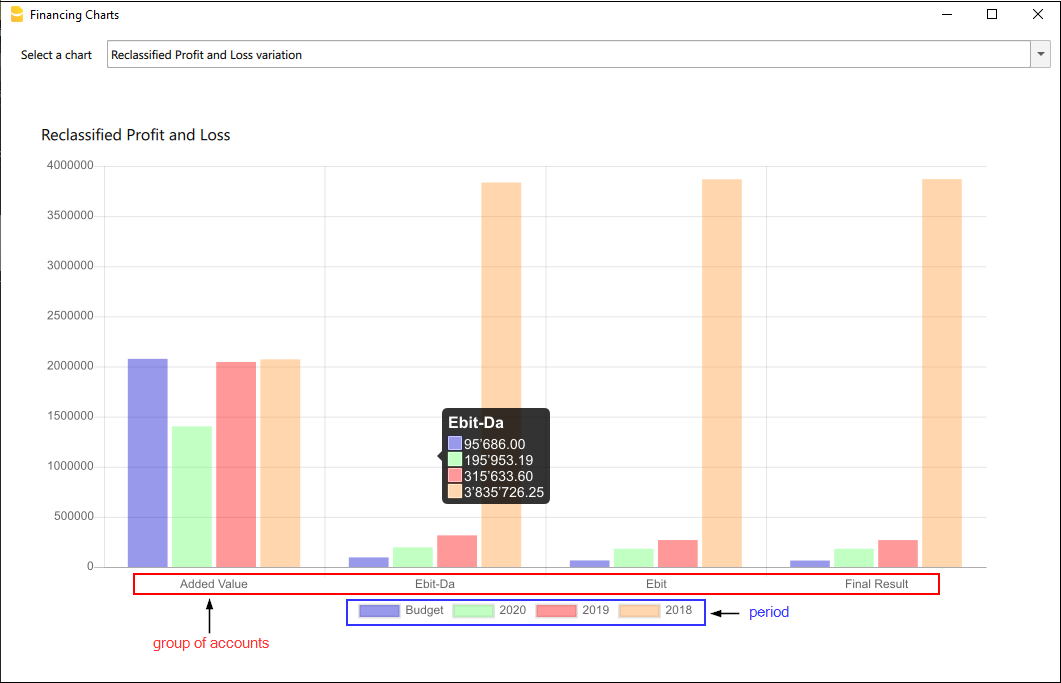 Financing Charts
Select a chart Reclassified Profit and Loss variation
Reclassified Profit and Loss
4000000
3500000
3000000
2500000
2000000
1500000
1000000
500000
0
Ebit-Da
95'686.00
195'953.19
315'633.60
3'835'726.25
Added Value Ebit-Da Ebit Final Result
Budget 2020 2019 2018 period
group of accounts